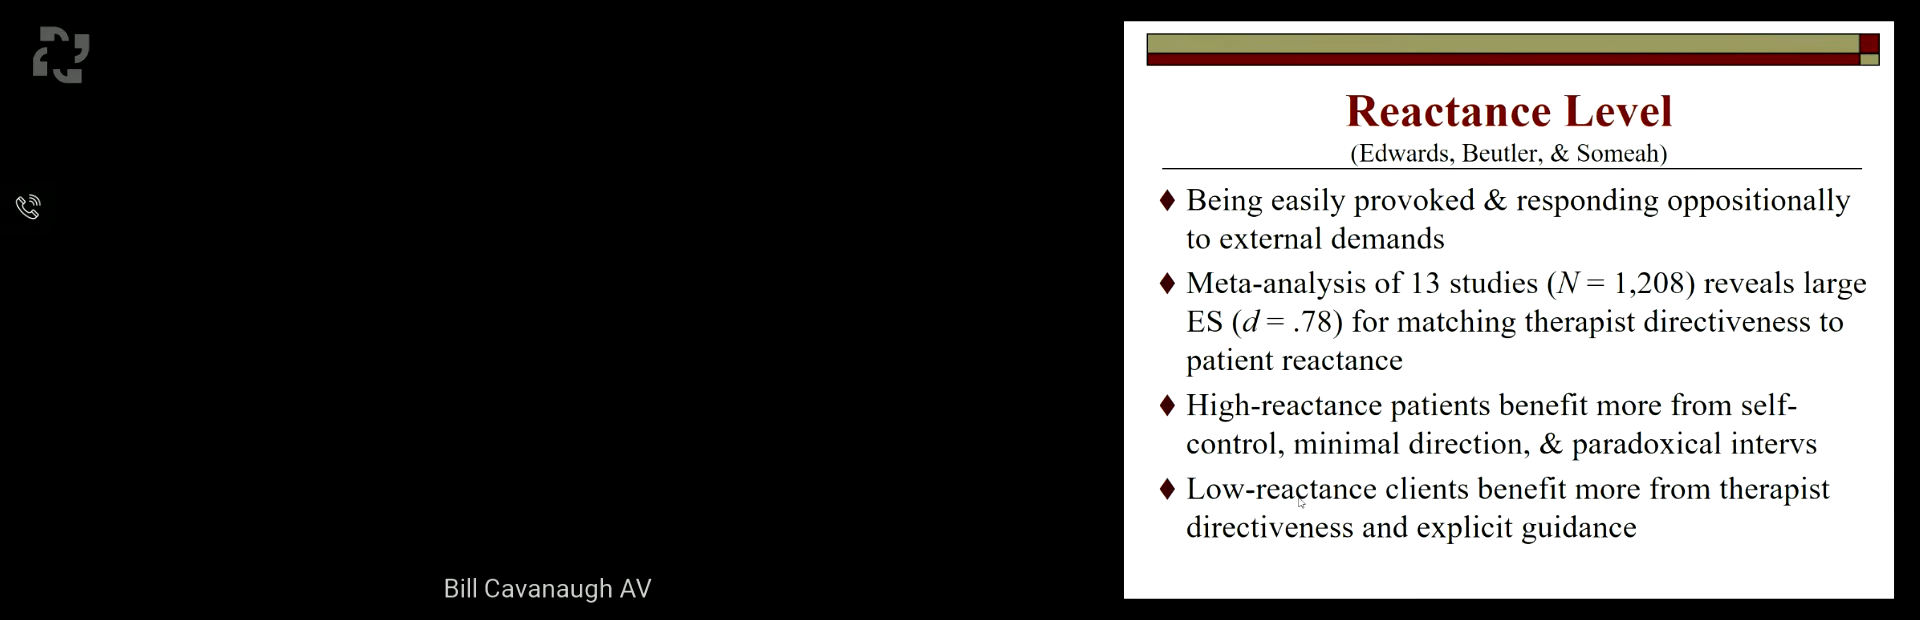 Reactance Level
(Edwards, Beutler, & Someah)
♦ Being easily provoked & responding oppositionally
to external demands
♦ Meta-analysis of 13 studies (N = 1,208) reveals large
ES (d = .78) for matching therapist directiveness to
patient reactance
♦ High-reactance patients benefit more from self-
control, minimal direction, & paradoxical intervs
♦ Low-reactance clients benefit more from therapist
directiveness and explicit guidance
Bill Cavanaugh AV